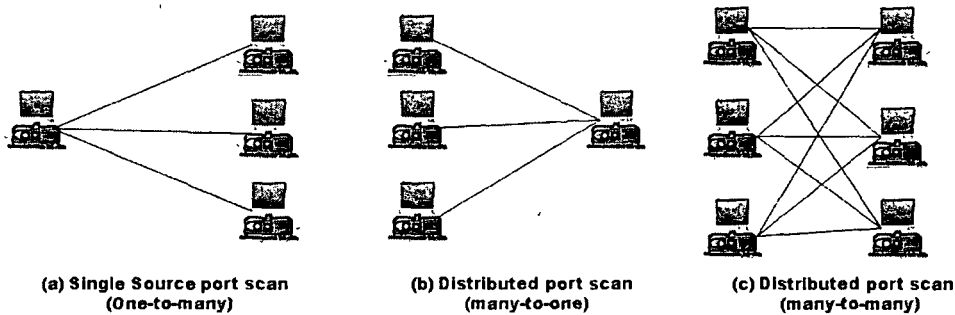 (a) Single Source port scan
(One-to-many)
(b) Distributed port scan
(many-to-one)
(c) Distributed port scan
(many-to-many)